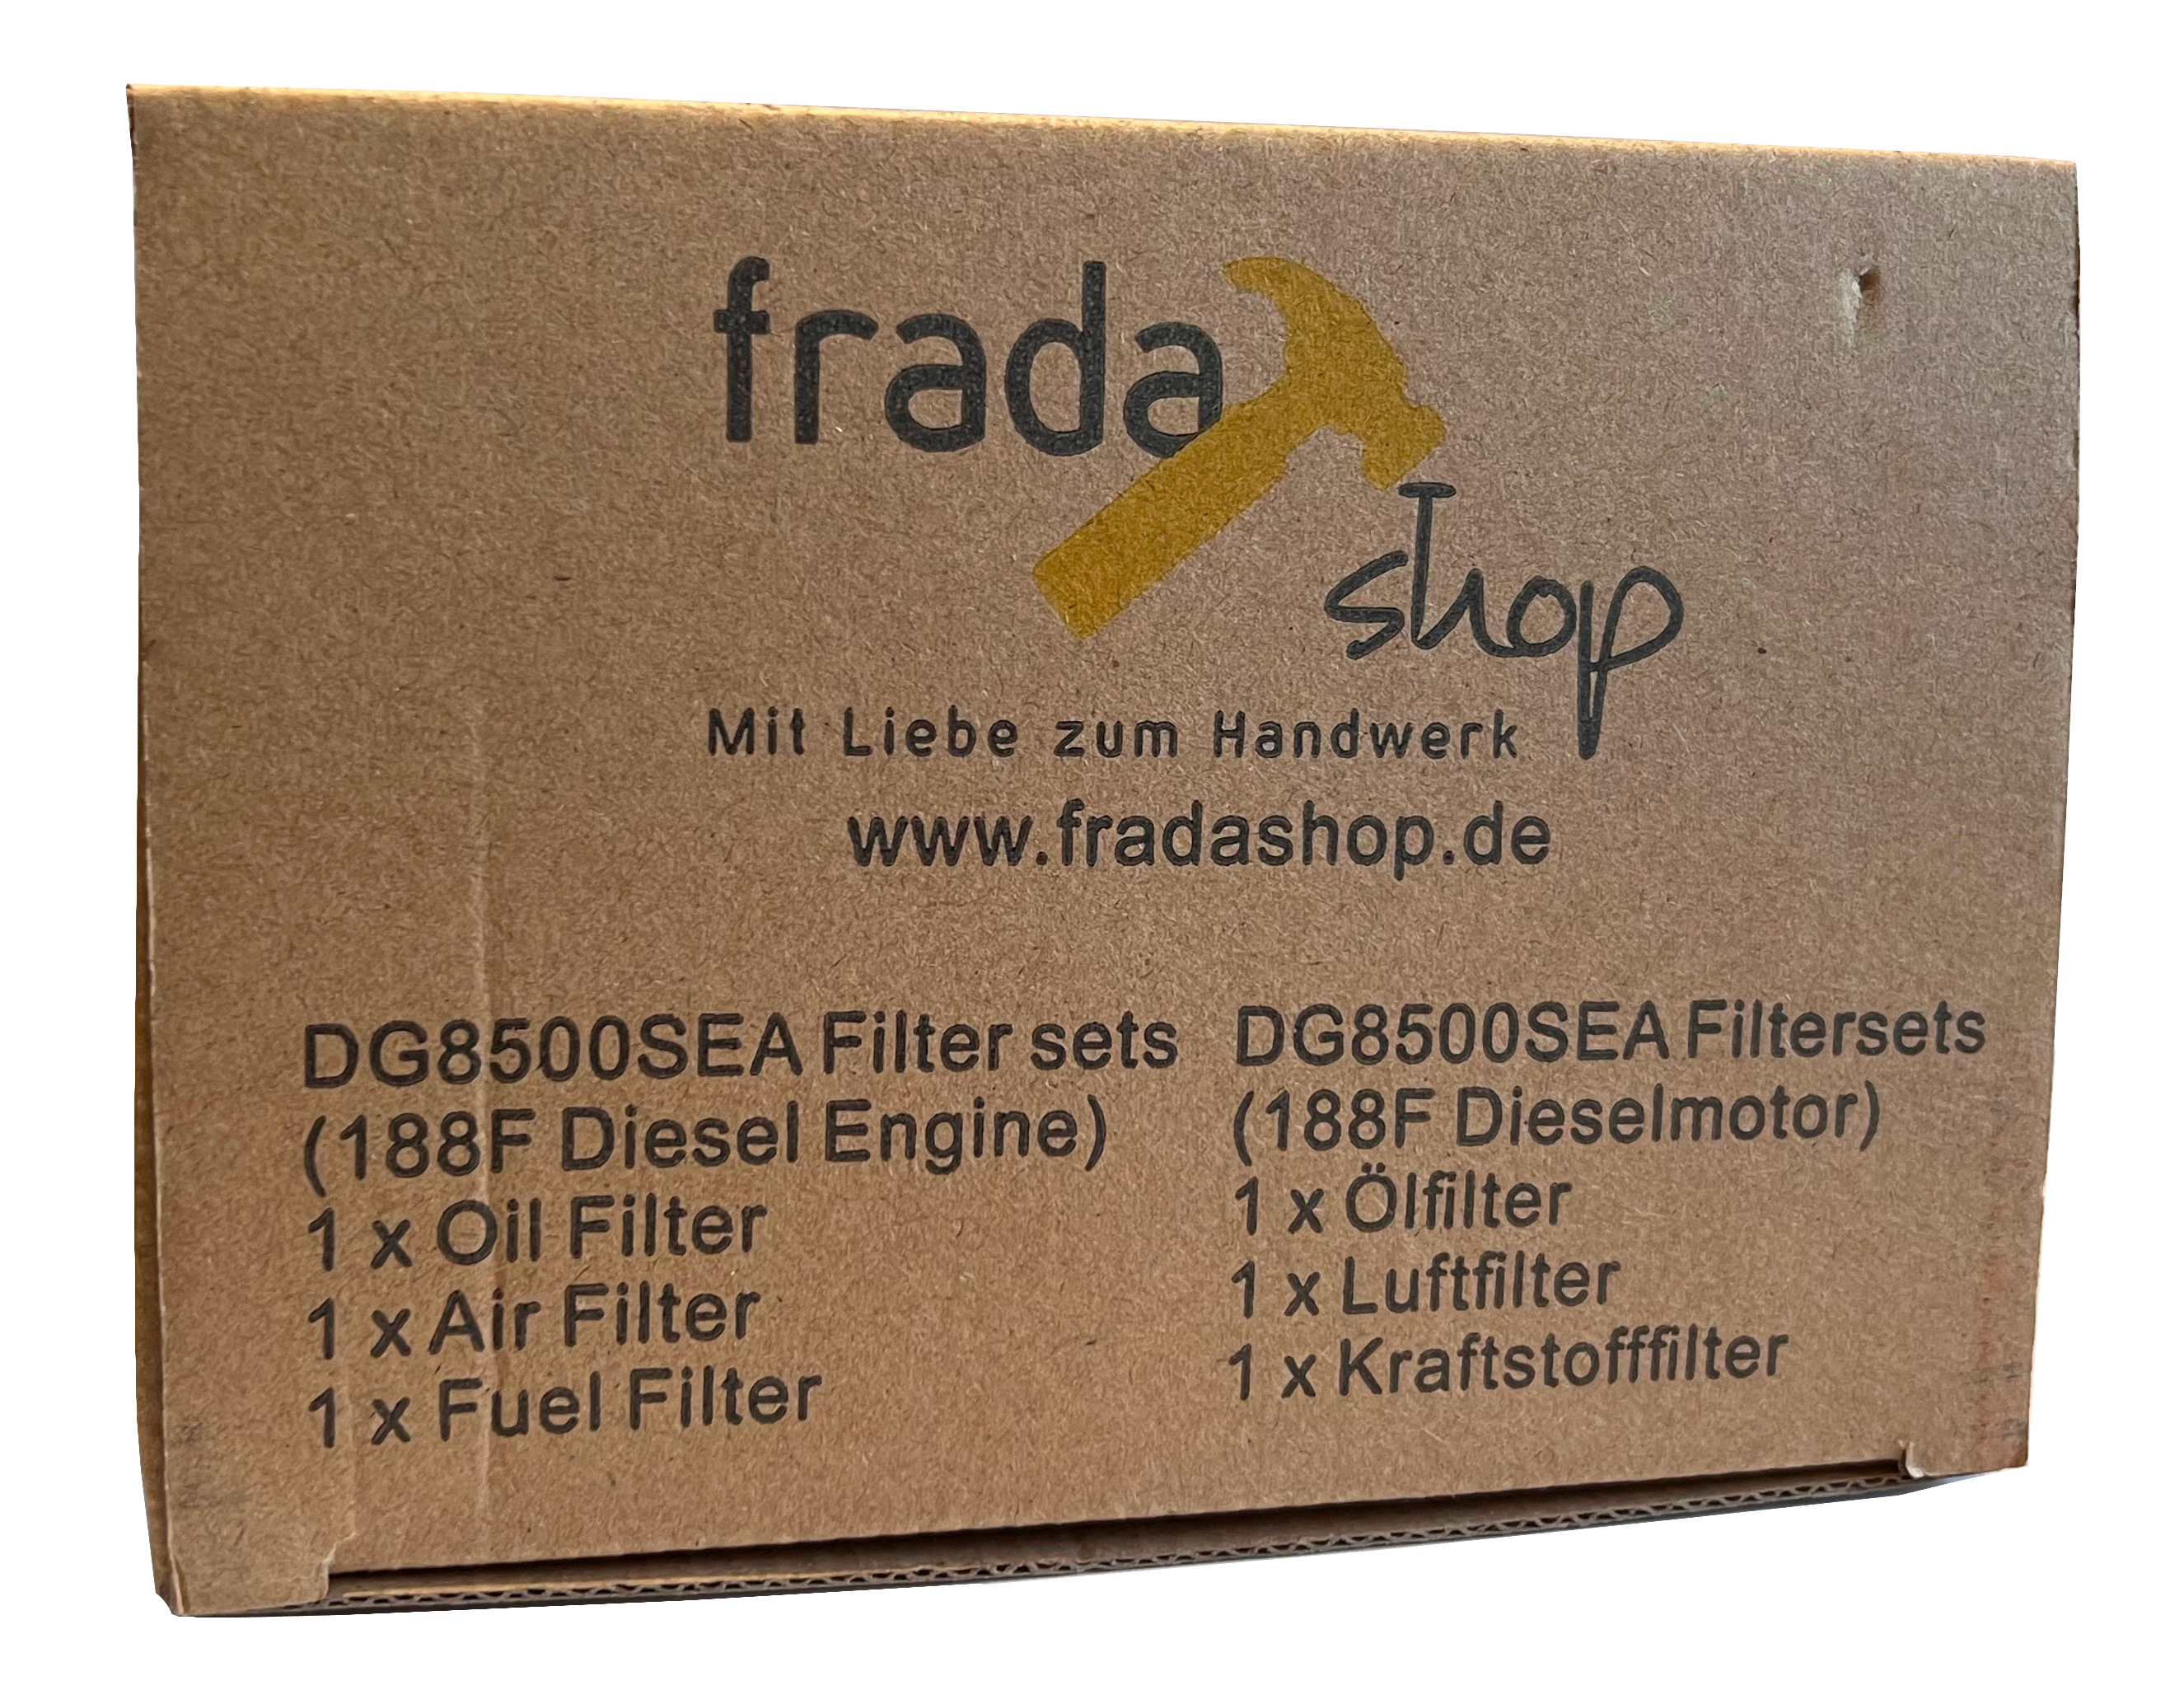 frada
shop
Mit Liebe zum Handwerk
www.fradashop.de
DG8500SEA Filter sets
(188F Diesel Engine)
1 x Oil Filter
1 x Air Filter
1 x Fuel Filter
DG8500SEA Filtersets
(188F Dieselmotor)
1 x Ölfilter
1 x Luftfilter
1 x Kraftstofffilter